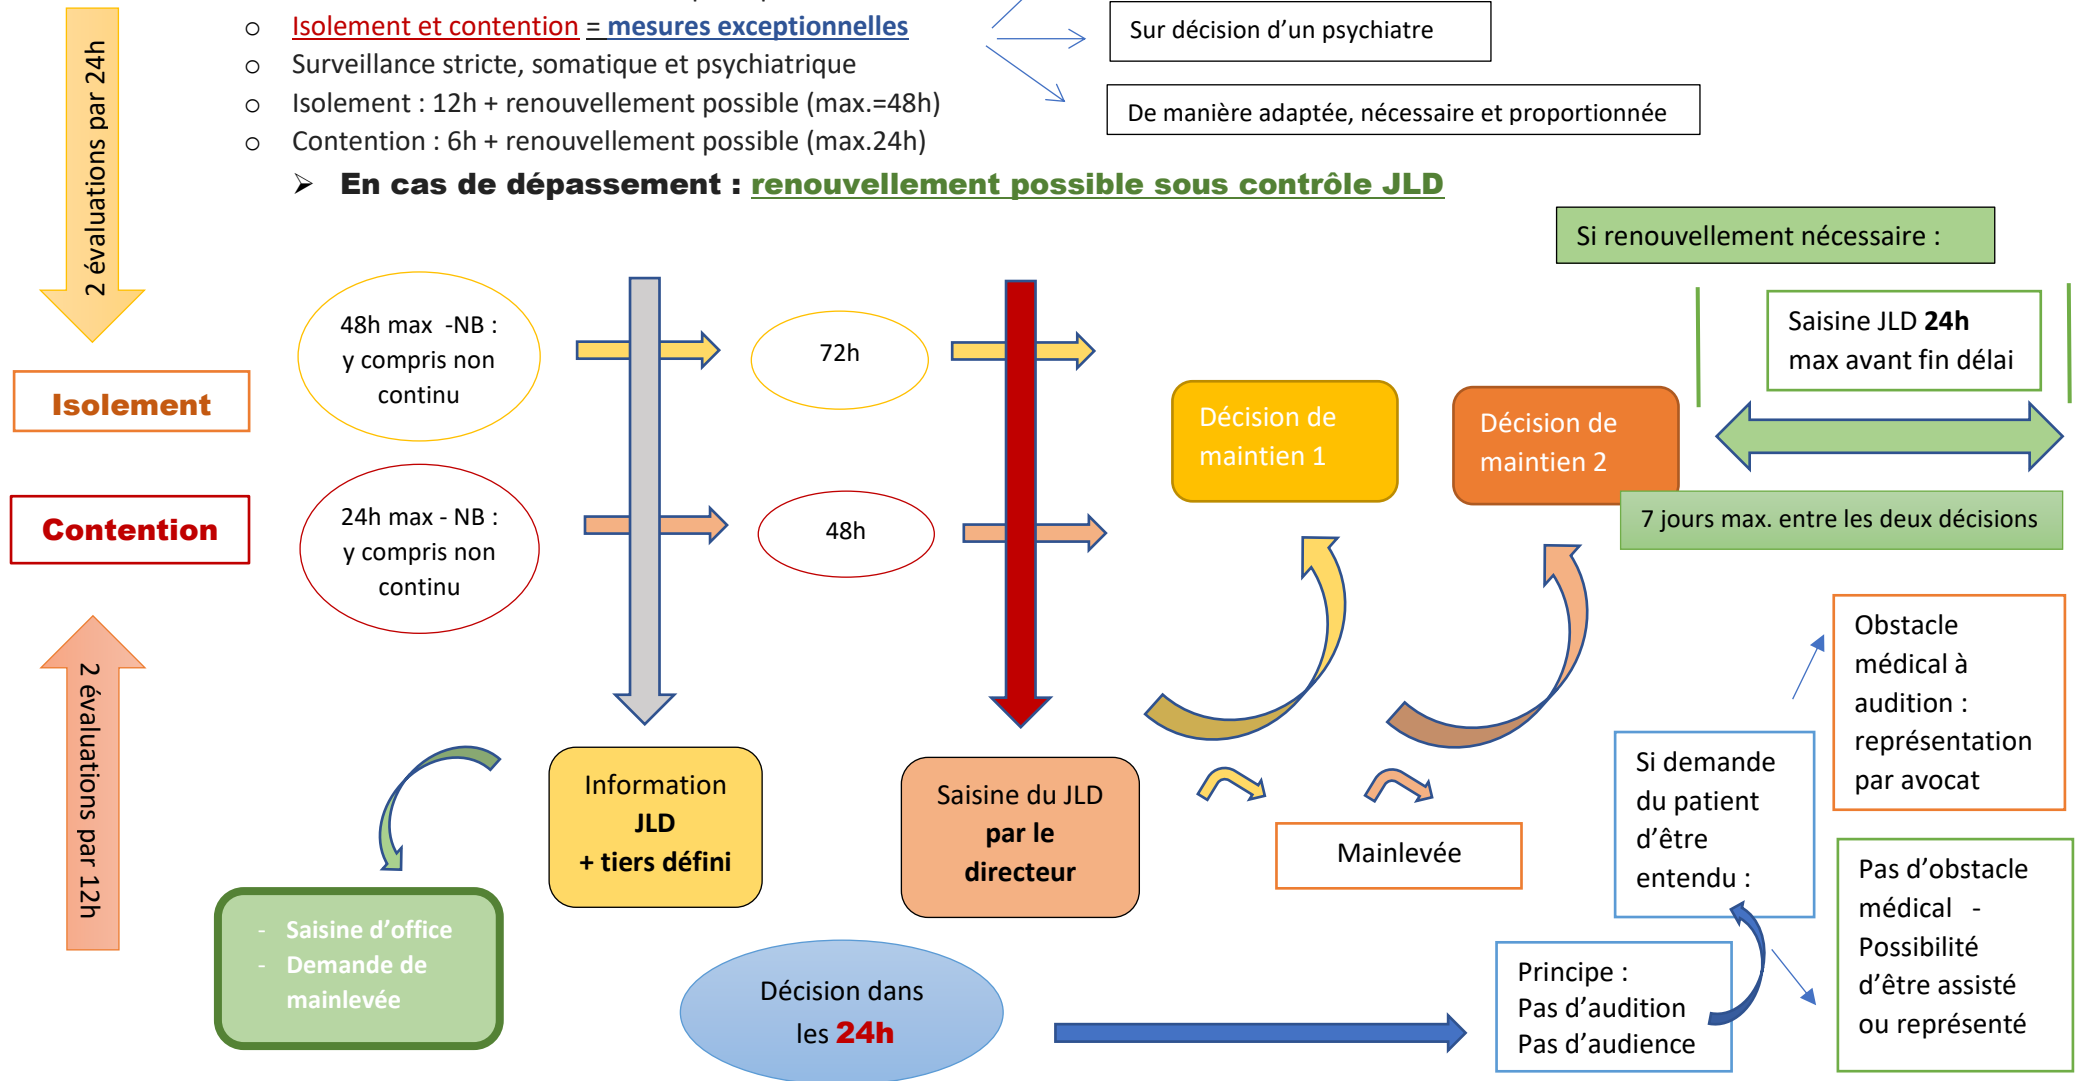 2 évaluations par 24h
o Isolement et contention = mesures exceptionnelles
o Surveillance stricte, somatique et psychiatrique
o Isolement : 12h + renouvellement possible (max.=48h)
o Contention : 6h + renouvellement possible (max.24h)
➢ En cas de dépassement : renouvellement possible sous contrôle JLD
Sur décision d’un psychiatre
De manière adaptée, nécessaire et proportionnée
Si renouvellement nécessaire :
Saisine JLD 24h
max avant fin délai
48h max -NB :
y compris non
continu
72h
Isolement
Décision de
maintien 1
Décision de
maintien 2
Contention
24h max - NB :
y compris non
continu
48h
7 jours max. entre les deux décisions
2 évaluations par 12h
Information
JLD
+ tiers défini
Saisine du JLD
par le
directeur
Mainlevée
- Saisine d’office
- Demande de
mainlevée
Décision dans
les 24h
Principe :
Pas d’audition
Pas d’audience
Si demande
du patient
d’être
entendu :
Obstacle
médical à
audition :
représentation
par avocat
Pas d’obstacle
médical -
Possibilité
d’être assisté
ou représenté